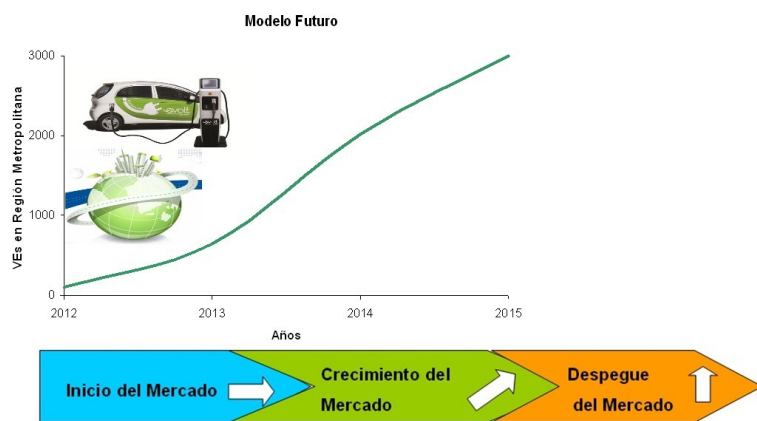 Modelo Futuro
3000
2000
1000
0
VEs en Región Metropolitana
2012
2013
2014
2015
Años
Inicio del Mercado
Crecimiento del
Mercado
Despegue
del Mercado